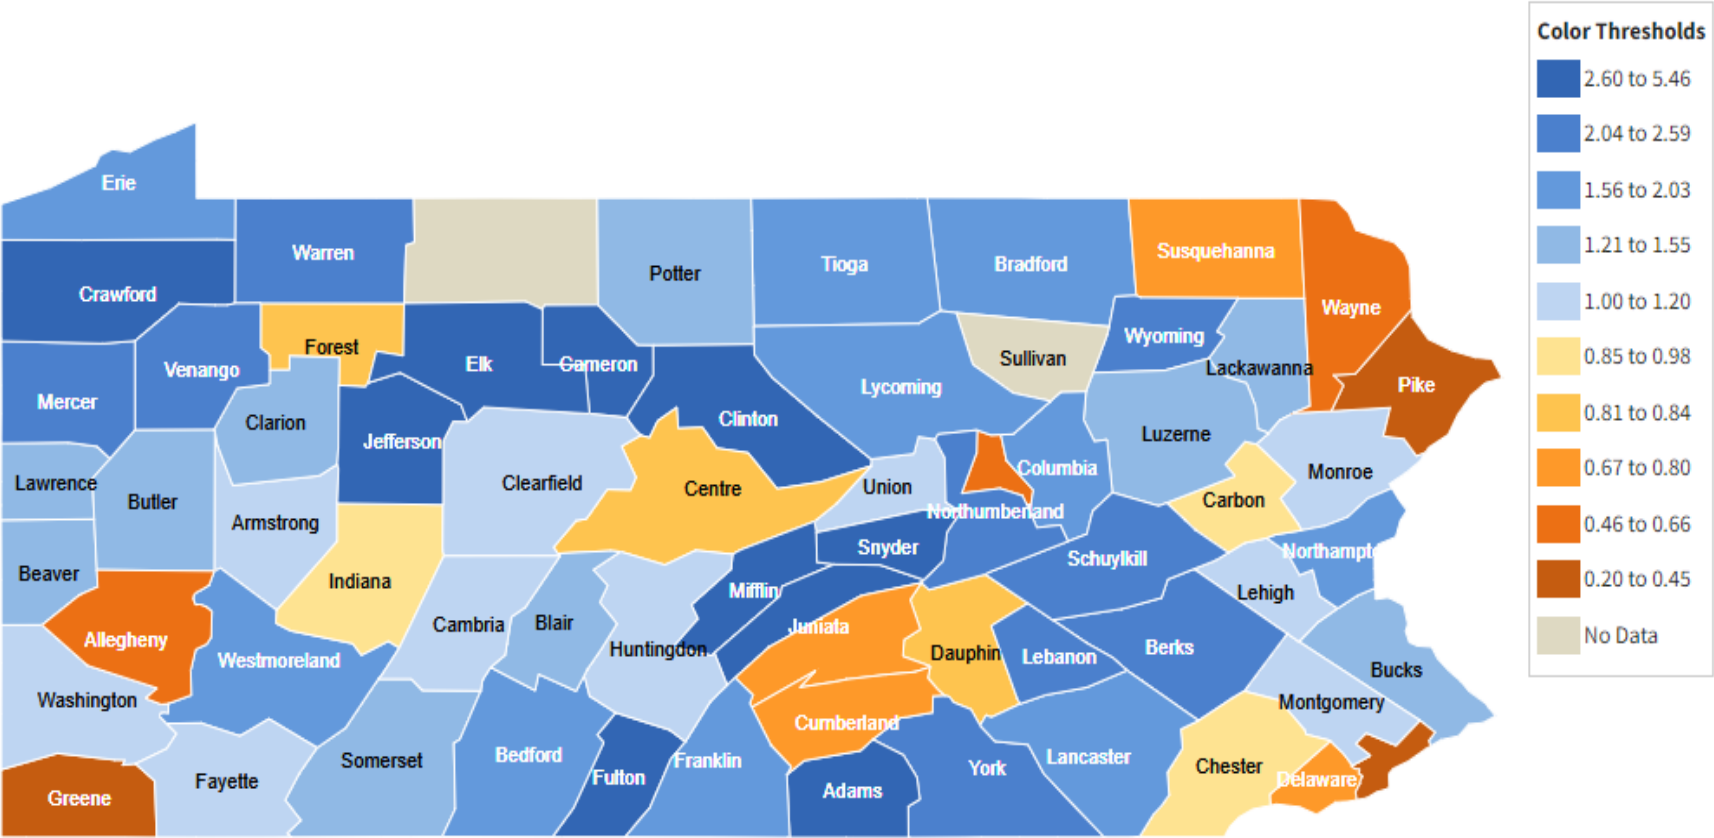 Color Thresholds
2.60 to 5.46
2.04 to 2.59
1.56 to 2.03
1.21 to 1.55
1.00 to 1.20
0.85 to 0.98
0.81 to 0.84
0.67 to 0.80
0.46 to 0.66
0.20 to 0.45
No Data
Erie
Warren
Crawford
Potter
Tioga
Bradford
Susquehanna
Wayne
Forest
Elk
Cameron
Venango
Mercer
Clarion
Jefferson
Clinton
Lycoming
Sullivan
Wyoming
Lackawanna
Pike
Luzerne
Columbia
Monroe
Lawrence
Butler
Armstrong
Clearfield
Centre
Union
Northumberland
Carbon
Snyder
Schuylkill
Northampt
Beaver
Indiana
Mifflin
Lehigh
Allegheny
Westmoreland
Cambria
Blair
Huntingdon
Juniata
Dauphin
Lebanon
Berks
Bucks
Washington
Montgomery
Cumberland
Somerset
Bedford
Fulton
Franklin
Adams
York
Lancaster
Chester
Delaware
Greene
Fayette